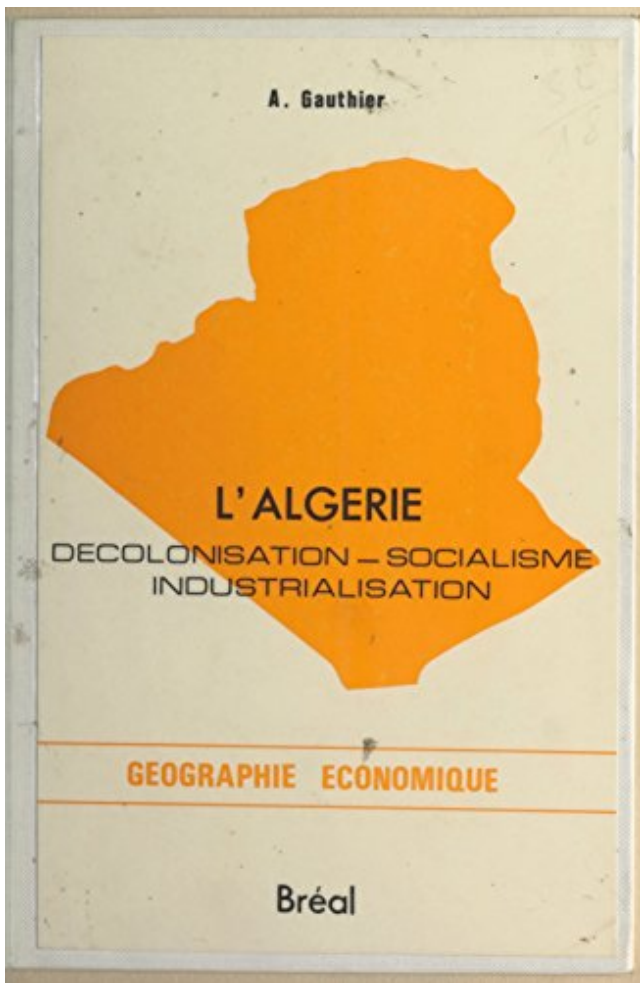 A. Gauthier
L'ALGERIE
DECOLONISATION – SOCIALISME
INDUSTRIALISATION
GEOGRAPHIE ECONOMIQUE
Bréal